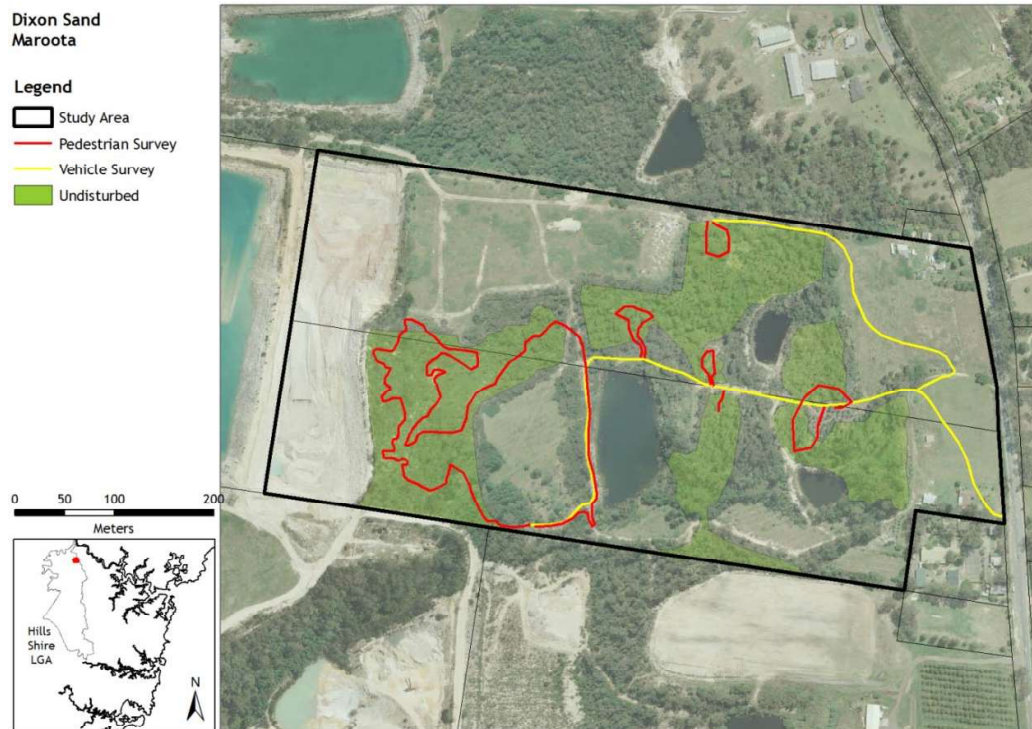 Dixon Sand
Maroota
Legend
Study Area
Pedestrian Survey
Vehicle Survey
Undisturbed
0 50 100 200
Meters
Hills
Shire
LGA
N